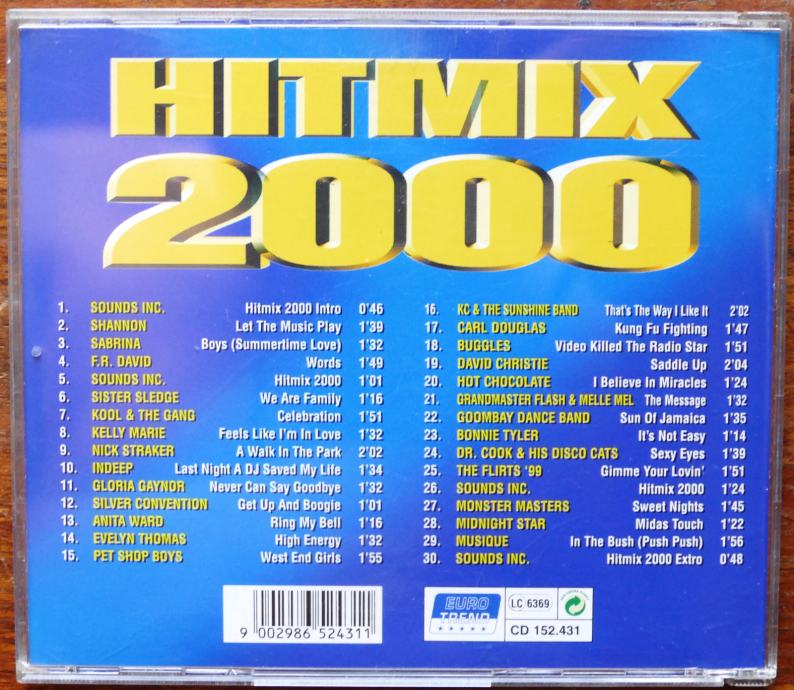 HITMIX
2000
1. SOUNDS INC. Hitmix 2000 Intro 0'46
2. SHANNON Let The Music Play 1'39
3. SABRINA Boys (Summertime Love) 1'32
4. F.R. DAVID Words 1'49
5. SOUNDS INC. Hitmix 2000 1'01
6. SISTER SLEDGE We Are Family 1'16
7. KOOL & THE GANG Celebration 1'51
8. KELLY MARIE Feels Like I'm In Love 1'32
9. NICK STRAKER A Walk In The Park 2'02
10. INDEEP Last Night A DJ Saved My Life 1'34
11. GLORIA GAYNOR Never Can Say Goodbye 1'32
12. SILVER CONVENTION Get Up And Boogie 1'01
13. ANITA WARD Ring My Bell 1'16
14. EVELYN THOMAS High Energy 1'32
15. PET SHOP BOYS West End Girls 1'55
16. KC & THE SUNSHINE BAND That's The Way I Like It 2'02
17. CARL DOUGLAS Kung Fu Fighting 1'47
18. BUGGLES Video Killed The Radio Star 1'51
19. DAVID CHRISTIE Saddle Up 2'04
20. HOT CHOCOLATE I Believe In Miracles 1'24
21. GRANDMASTER FLASH & MELLE MEL The Message 1'32
22. GOOMBAY DANCE BAND Sun Of Jamaica 1'35
23. BONNIE TYLER It's Not Easy 1'14
24. DR. COOK & HIS DISCO CATS Sexy Eyes 1'39
25. THE FLIRTS '99 Gimme Your Lovin' 1'51
26. SOUNDS INC. Hitmix 2000 1'24
27. MONSTER MASTERS Sweet Nights 1'45
28. MIDNIGHT STAR Midas Touch 1'22
29. MUSIQUE In The Bush (Push Push) 1'56
30. SOUNDS INC. Hitmix 2000 Extro 0'48
9 002986 524311
EURO
TREND
LC 6369
CD 152.431